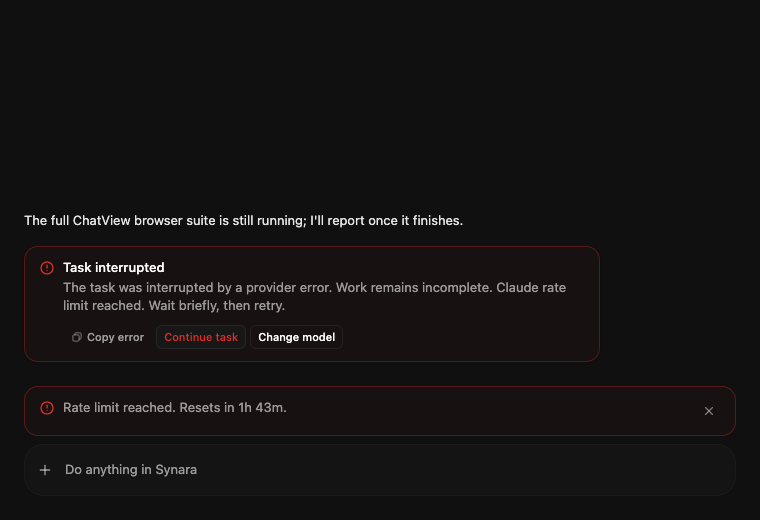 The full ChatView browser suite is still running; I'll report once it finishes.
Task interrupted
The task was interrupted by a provider error. Work remains incomplete. Claude rate
limit reached. Wait briefly, then retry.
Copy error Continue task Change model
Rate limit reached. Resets in 1h 43m.
Do anything in Synara